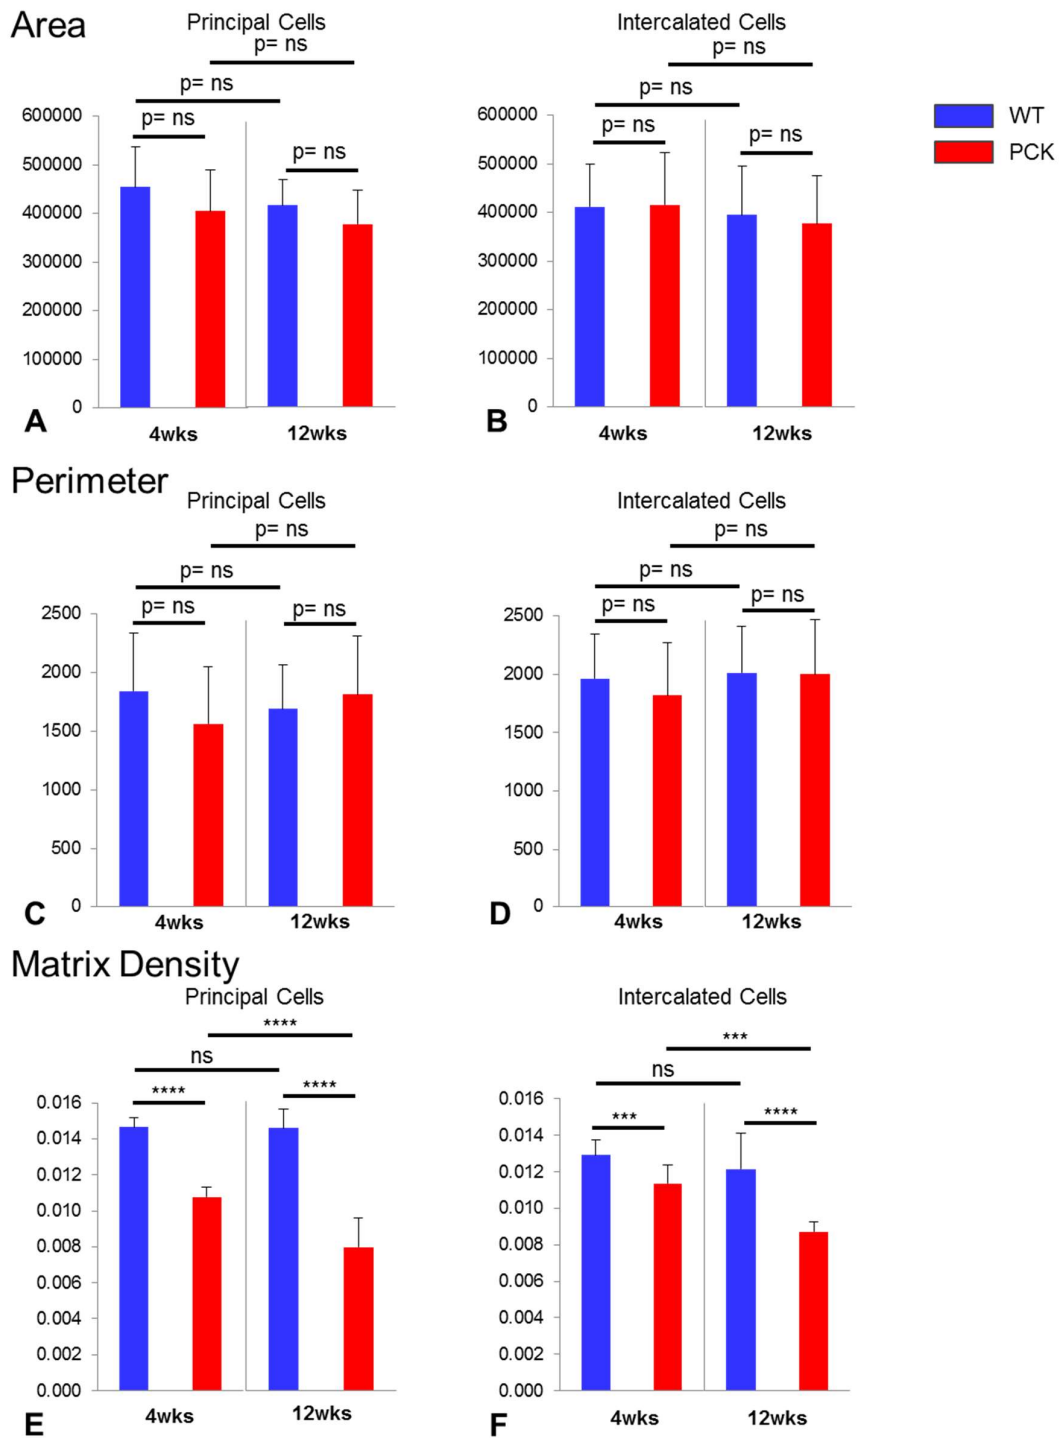 Area
Principal Cells
p= ns
p= ns
p= ns
p= ns
600000
500000
400000
300000
200000
100000
0
A
4wks
12wks
Intercalated Cells
p= ns
p= ns
p= ns
p= ns
600000
500000
400000
300000
200000
100000
0
B
4wks
12wks
WT
PCK
Perimeter
Principal Cells
p= ns
p= ns
p= ns
p= ns
2500
2000
1500
1000
500
0
C
4wks
12wks
Intercalated Cells
p= ns
p= ns
p= ns
p= ns
2500
2000
1500
1000
500
0
D
4wks
12wks
Matrix Density
Principal Cells
****
ns
****
****
0.016
0.014
0.012
0.010
0.008
0.006
0.004
0.002
0.000
E
4wks
12wks
Intercalated Cells
***
ns
***
****
0.016
0.014
0.012
0.010
0.008
0.006
0.004
0.002
0.000
F
4wks
12wks